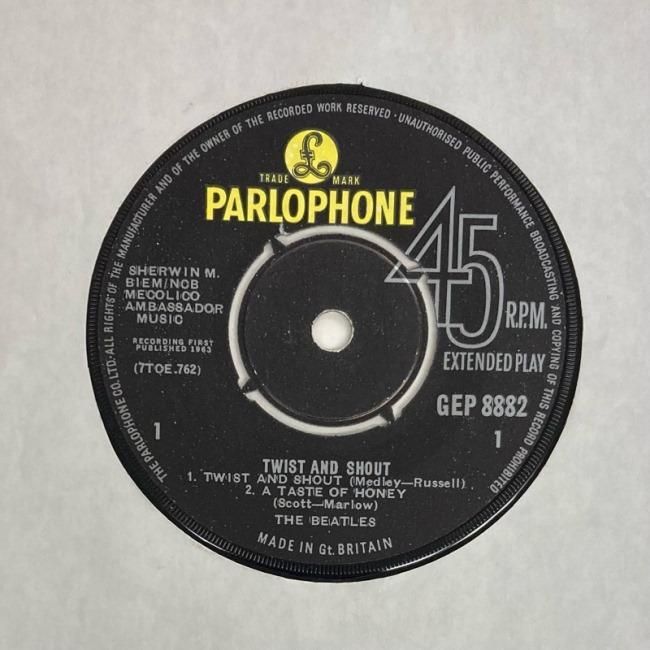 THE PARLOPHONE CO. LTD. ALL RIGHTS OF THE MANUFACTURER AND OF THE OWNER OF THE RECORDED WORK RESERVED · UNAUTHORISED PUBLIC PERFORMANCE BROADCASTING AND COPYING OF THIS RECORD PROHIBITED
£
TRADE MARK
PARLOPHONE
45
R.P.M.
EXTENDED PLAY
SHERWIN M.
BIEM/NCB
MECOLICO
AMBASSADOR
MUSIC
RECORDING FIRST
PUBLISHED 1963
(7TCE.762)
GEP 8882
1
1
TWIST AND SHOUT
1. TWIST AND SHOUT (Medley—Russell)
2. A TASTE OF HONEY
(Scott—Marlow)
THE BEATLES
MADE IN Gt. BRITAIN